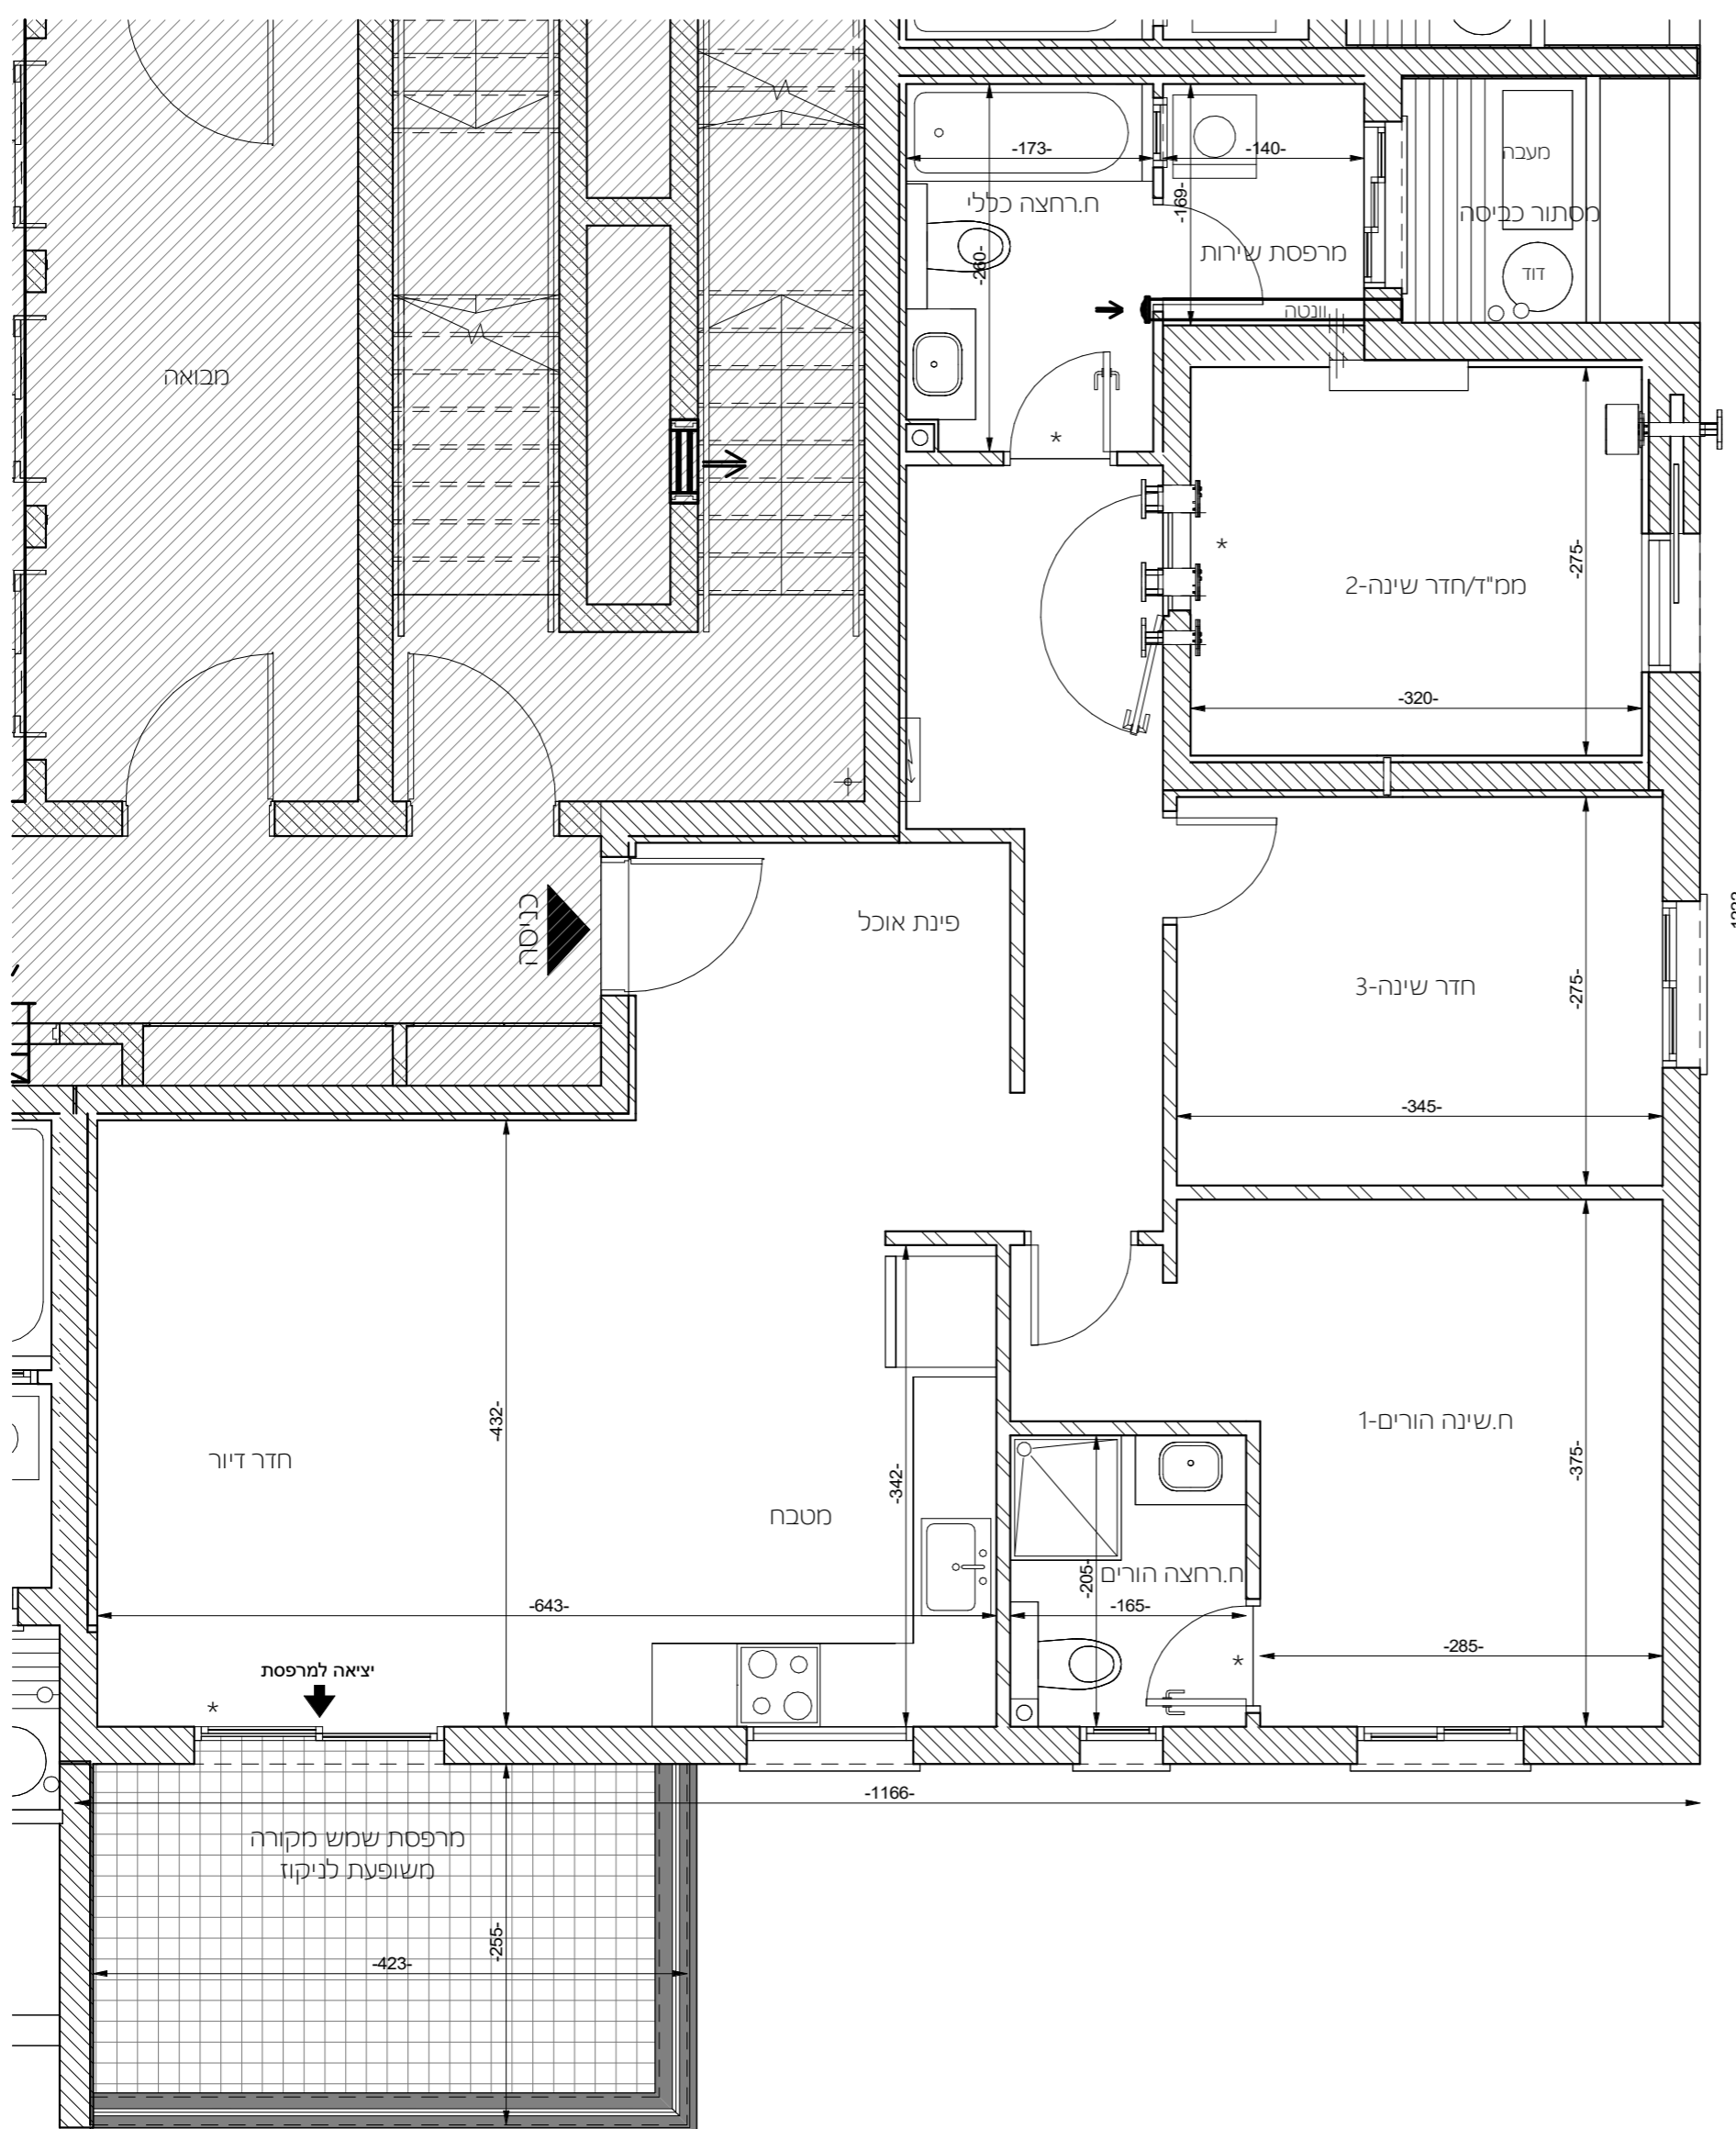 מעבה
-173-
-140-
ח.רחצה כללי
-169-
מסתור כביסה
-260-
מרפסת שירות
דוד
וונטה
מבואה
*
*
-275-
ממ"ד/חדר שינה-2
-320-
כניסה
פינת אוכל
חדר שינה-3
-275-
-345-
-432-
ח.שינה הורים-1
חדר דיור
-342-
-375-
מטבח
-205-
ח.רחצה הורים
-643-
-165-
-285-
יציאה למרפסת
*
*
-1166-
מרפסת שמש מקורה
משופעת לניקוז
-255-
-423-